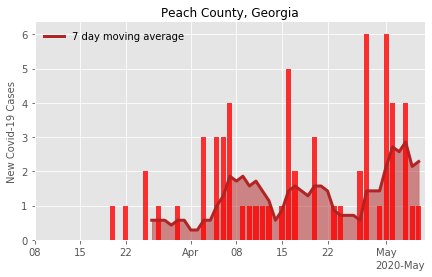 Peach County, Georgia
7 day moving average
New Covid-19 Cases
6
5
4
3
2
1
0
08 15 22 Apr 08 15 22 May
2020-May